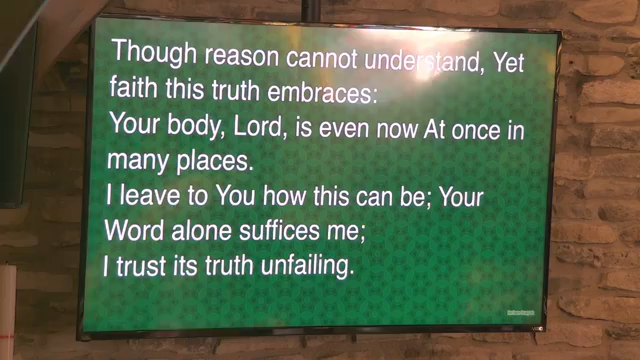 Though reason cannot understand, Yet
faith this truth embraces:
Your body, Lord, is even now At once in
many places.
I leave to You how this can be; Your
Word alone suffices me;
I trust its truth unfailing.